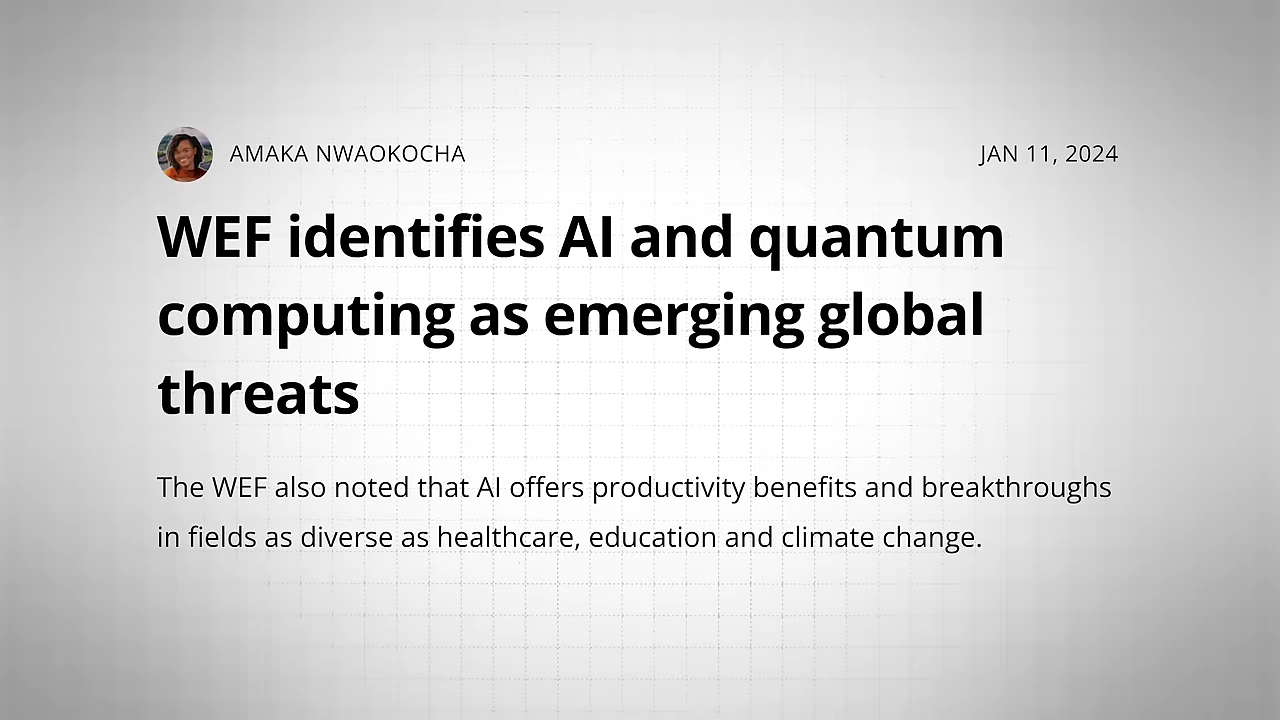 AMAKA NWAOKOCHA
JAN 11, 2024
WEF identifies AI and quantum
computing as emerging global
threats
The WEF also noted that AI offers productivity benefits and breakthroughs
in fields as diverse as healthcare, education and climate change.